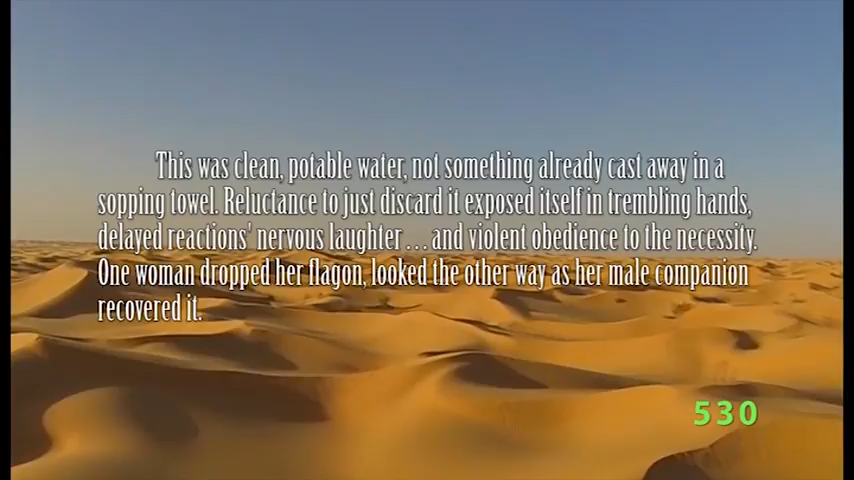 This was clean, potable water, not something already cast away in a
sopping towel. Reluctance to just discard it exposed itself in trembling hands,
delayed reactions' nervous laughter . . . and violent obedience to the necessity.
One woman dropped her flagon, looked the other way as her male companion
recovered it.
530